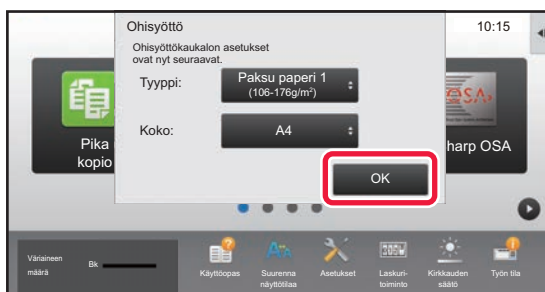 Ohisyöttö
10:15
Ohisyöttökaukalon asetukset
ovat nyt seuraavat.
Tyyppi:
Paksu paperi 1
(106-176g/m²)
Koko:
A4
OK
Pika
kopio
OSA
harp OSA
Väriaineen
määrä
Bk
Käyttöopas
Suurenna
näyttötilaa
Asetukset
Laskuri-
toiminto
Kirkkauden
säätö
Työn tila